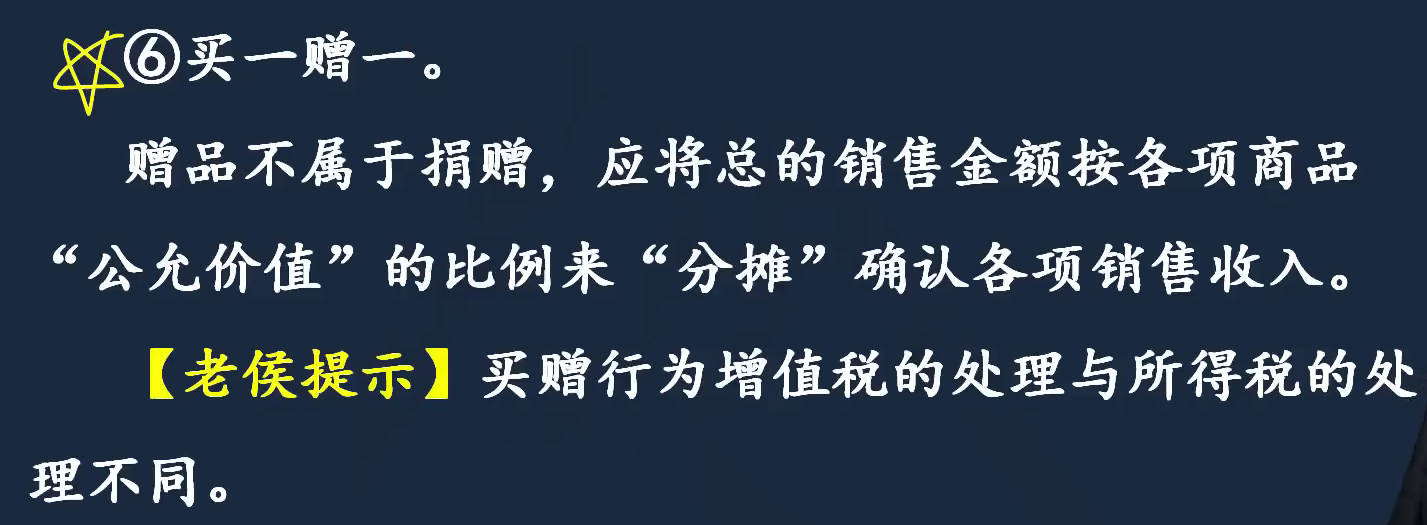 ⑥买一赠一。
赠品不属于捐赠，应将总的销售金额按各项商品
“公允价值”的比例来“分摊”确认各项销售收入。
【老侯提示】买赠行为增值税的处理与所得税的处
理不同。